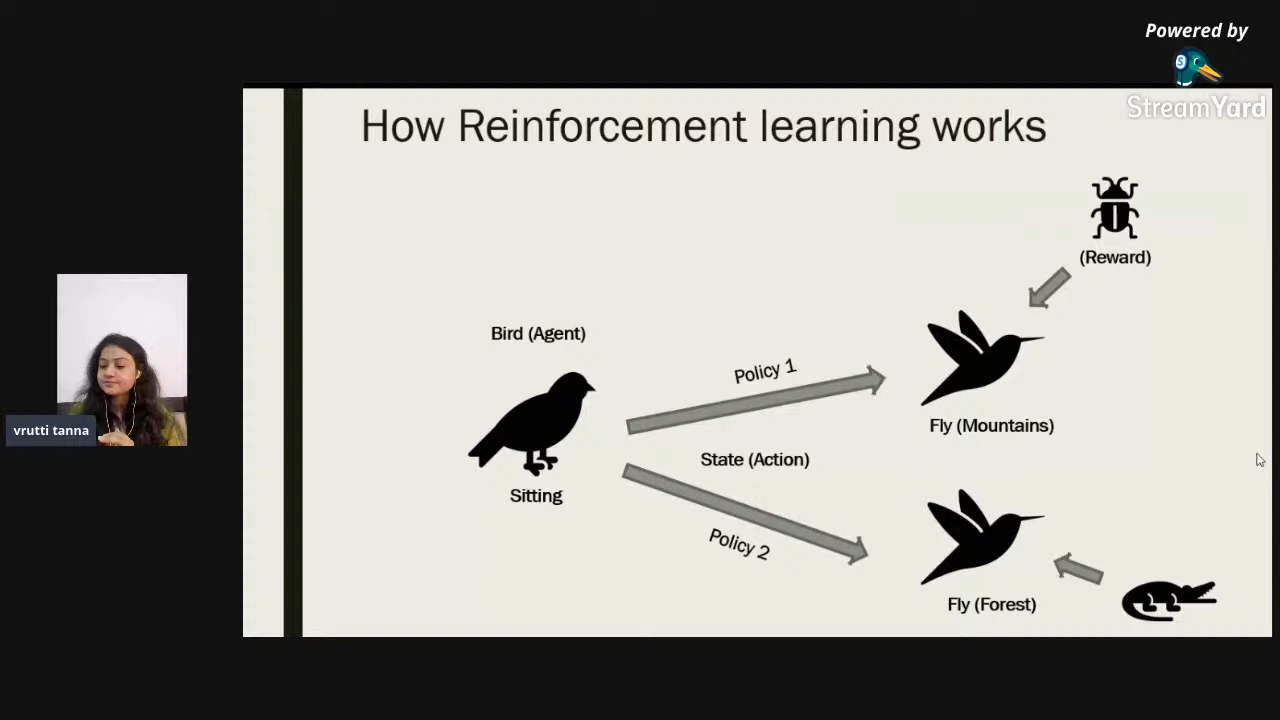 Powered by
StreamYard
How Reinforcement learning works
(Reward)
Bird (Agent)
Policy 1
Fly (Mountains)
State (Action)
Sitting
Policy 2
Fly (Forest)
vrutti tanna